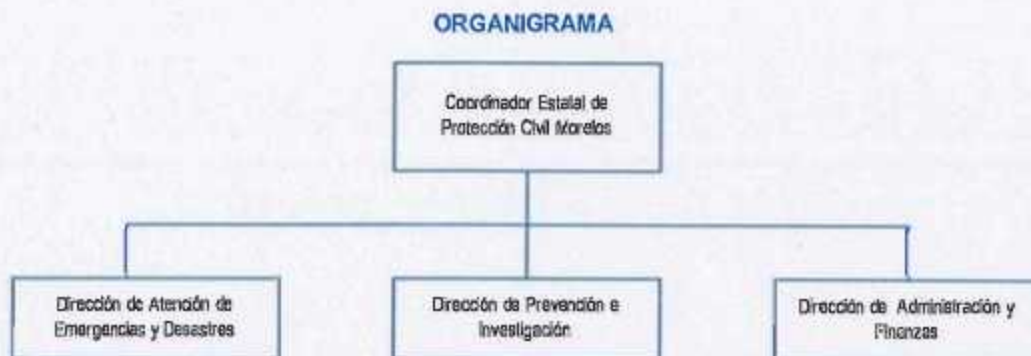 ORGANIGRAMA
Coordinador Estatal de
Protección Civil Morelos
Dirección de Atención de
Emergencias y Desastres
Dirección de Prevención e
Investigación
Dirección de Administración y
Finanzas